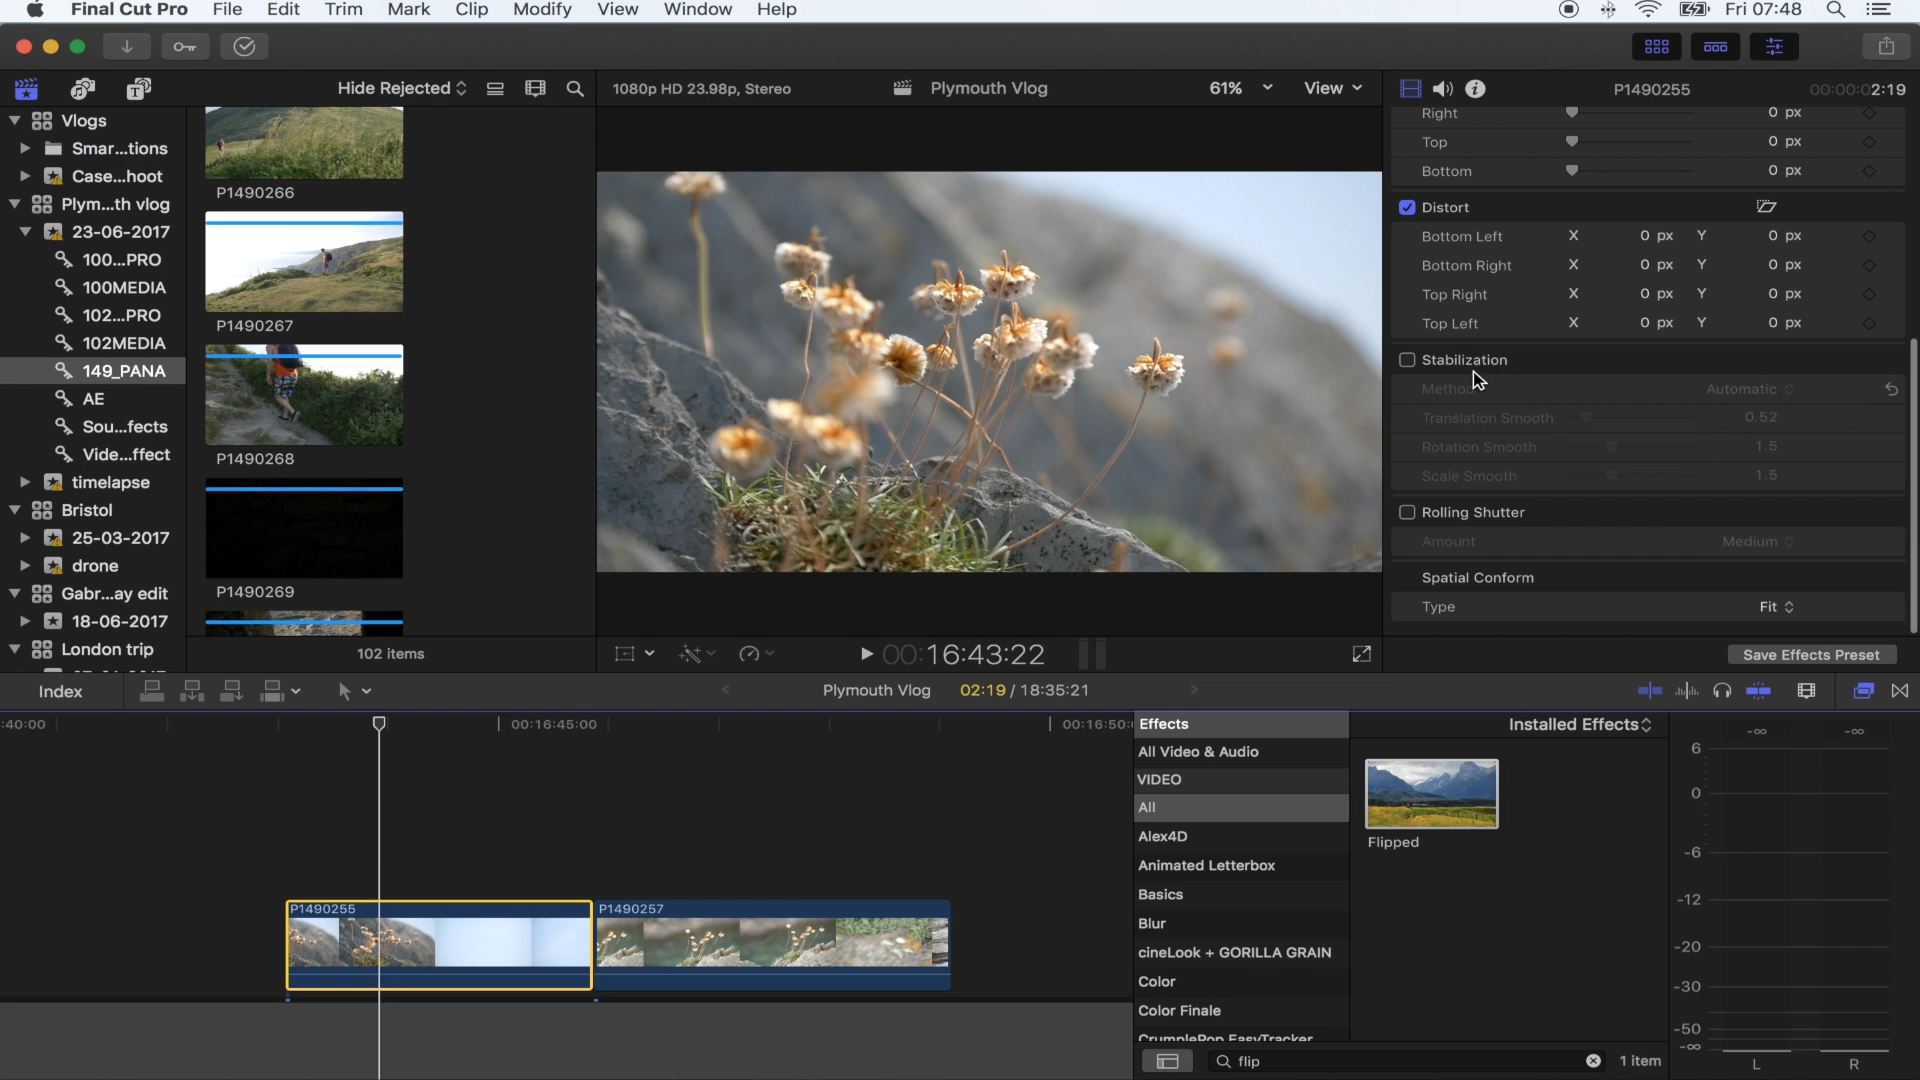 Final Cut Pro File Edit Trim Mark Clip Modify View Window Help Fri 07:48
Hide Rejected
1080p HD 23.98p, Stereo Plymouth Vlog 61% View
P1490255 00:00:02:19
Vlogs
Smar...tions
Case...hoot
Plym...th vlog
23-06-2017
100...PRO
100MEDIA
102...PRO
102MEDIA
149_PANA
AE
Sou...fects
Vide...ffect
timelapse
Bristol
25-03-2017
drone
Gabr...ay edit
18-06-2017
London trip
P1490266
P1490267
P1490268
P1490269
102 items
00:16:43:22
Right 0 px
Top 0 px
Bottom 0 px
Distort
Bottom Left X 0 px Y 0 px
Bottom Right X 0 px Y 0 px
Top Right X 0 px Y 0 px
Top Left X 0 px Y 0 px
Stabilization
Method Automatic
Translation Smooth 0.52
Rotation Smooth 1.5
Scale Smooth 1.5
Rolling Shutter
Amount Medium
Spatial Conform
Type Fit
Save Effects Preset
Index
Plymouth Vlog 02:19 / 18:35:21
:40:00 00:16:45:00 00:16:50:
P1490255 P1490257
Effects
All Video & Audio
VIDEO
All
Alex4D
Animated Letterbox
Basics
Blur
cineLook + GORILLA GRAIN
Color
Color Finale
CrumplePop EasyTracker
Installed Effects
Flipped
flip 1 item
-∞ -∞
6
0
-6
-12
-20
-30
-50
-∞
L R